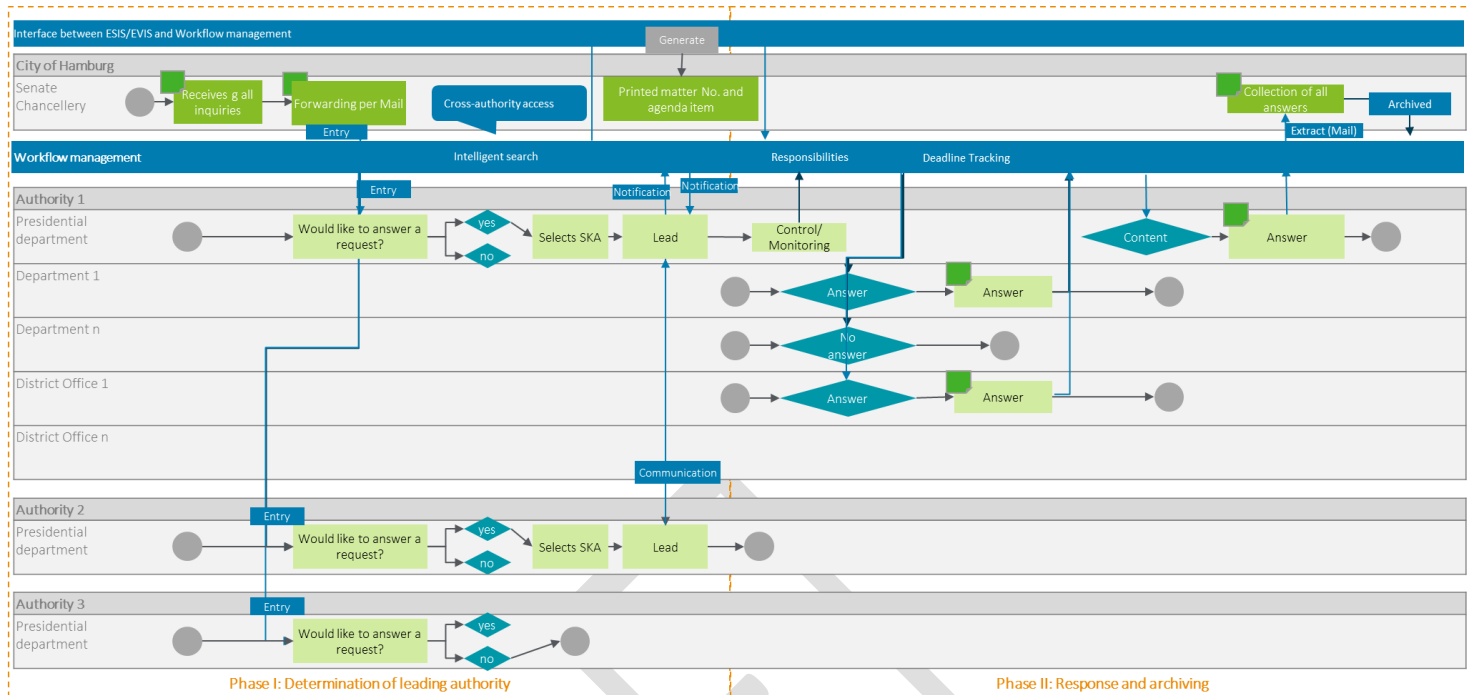 Interface between ESIS/EVIS and Workflow management
Generate
City of Hamburg
Senate
Chancellery
Receives g all
inquiries
Forwarding per Mail
Entry
Cross-authority access
Printed matter No. and
agenda item
Collection of all
answers
Archived
Extract (Mail)
Workflow management
Intelligent search
Responsibilities
Deadline Tracking
Entry
Notification
Notification
Authority 1
Presidential
department
Would like to answer a
request?
yes
no
Selects SKA
Lead
Control/
Monitoring
Content
Answer
Department 1
Answer
Answer
Department n
No
answer
District Office 1
Answer
Answer
District Office n
Communication
Authority 2
Presidential
department
Entry
Would like to answer a
request?
yes
no
Selects SKA
Lead
Authority 3
Presidential
department
Entry
Would like to answer a
request?
yes
no
Phase I: Determination of leading authority
Phase II: Response and archiving